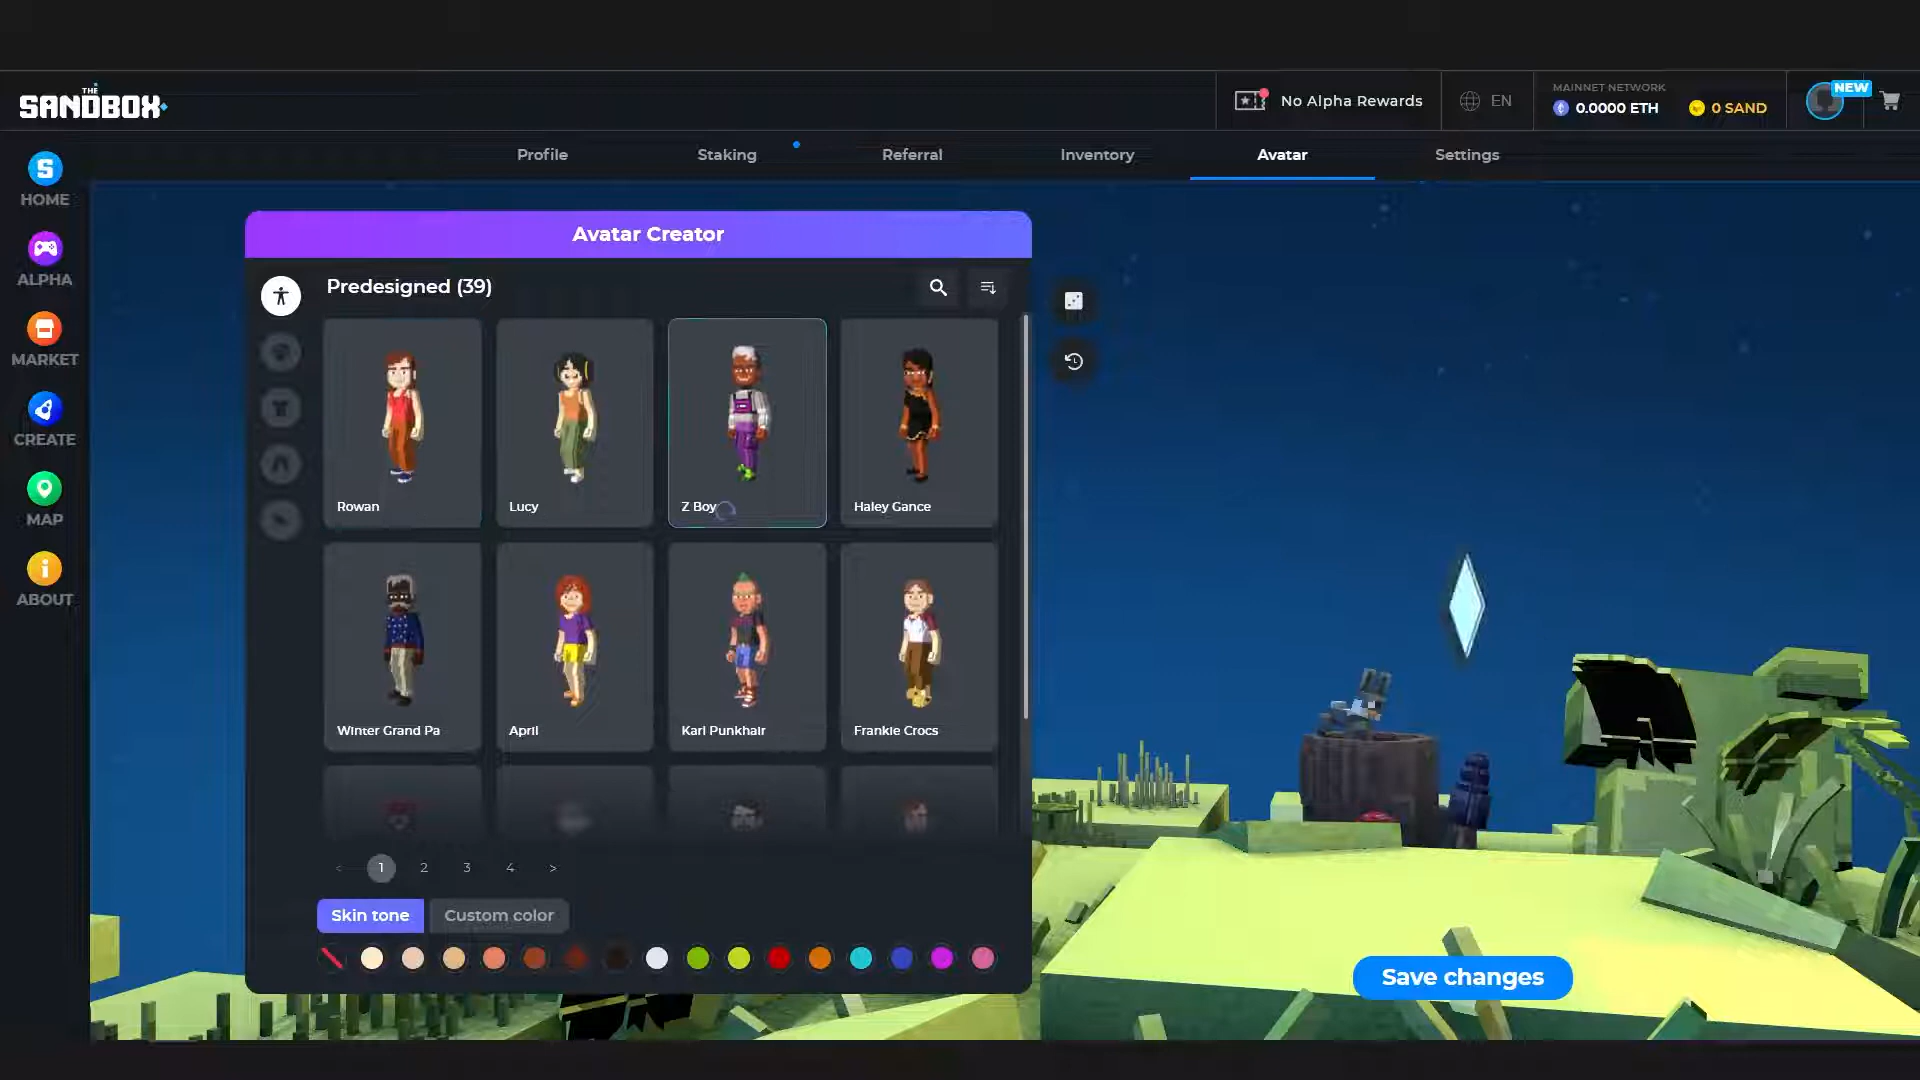 THE
SANDBOX
No Alpha Rewards
EN
MAINNET NETWORK
0.0000 ETH
0 SAND
NEW
Profile
Staking
Referral
Inventory
Avatar
Settings
HOME
ALPHA
MARKET
CREATE
MAP
ABOUT
Avatar Creator
Predesigned (39)
Rowan
Lucy
Z Boy
Haley Gance
Winter Grand Pa
April
Karl Punkhair
Frankie Crocs
< 1 2 3 4 >
Skin tone
Custom color
Save changes